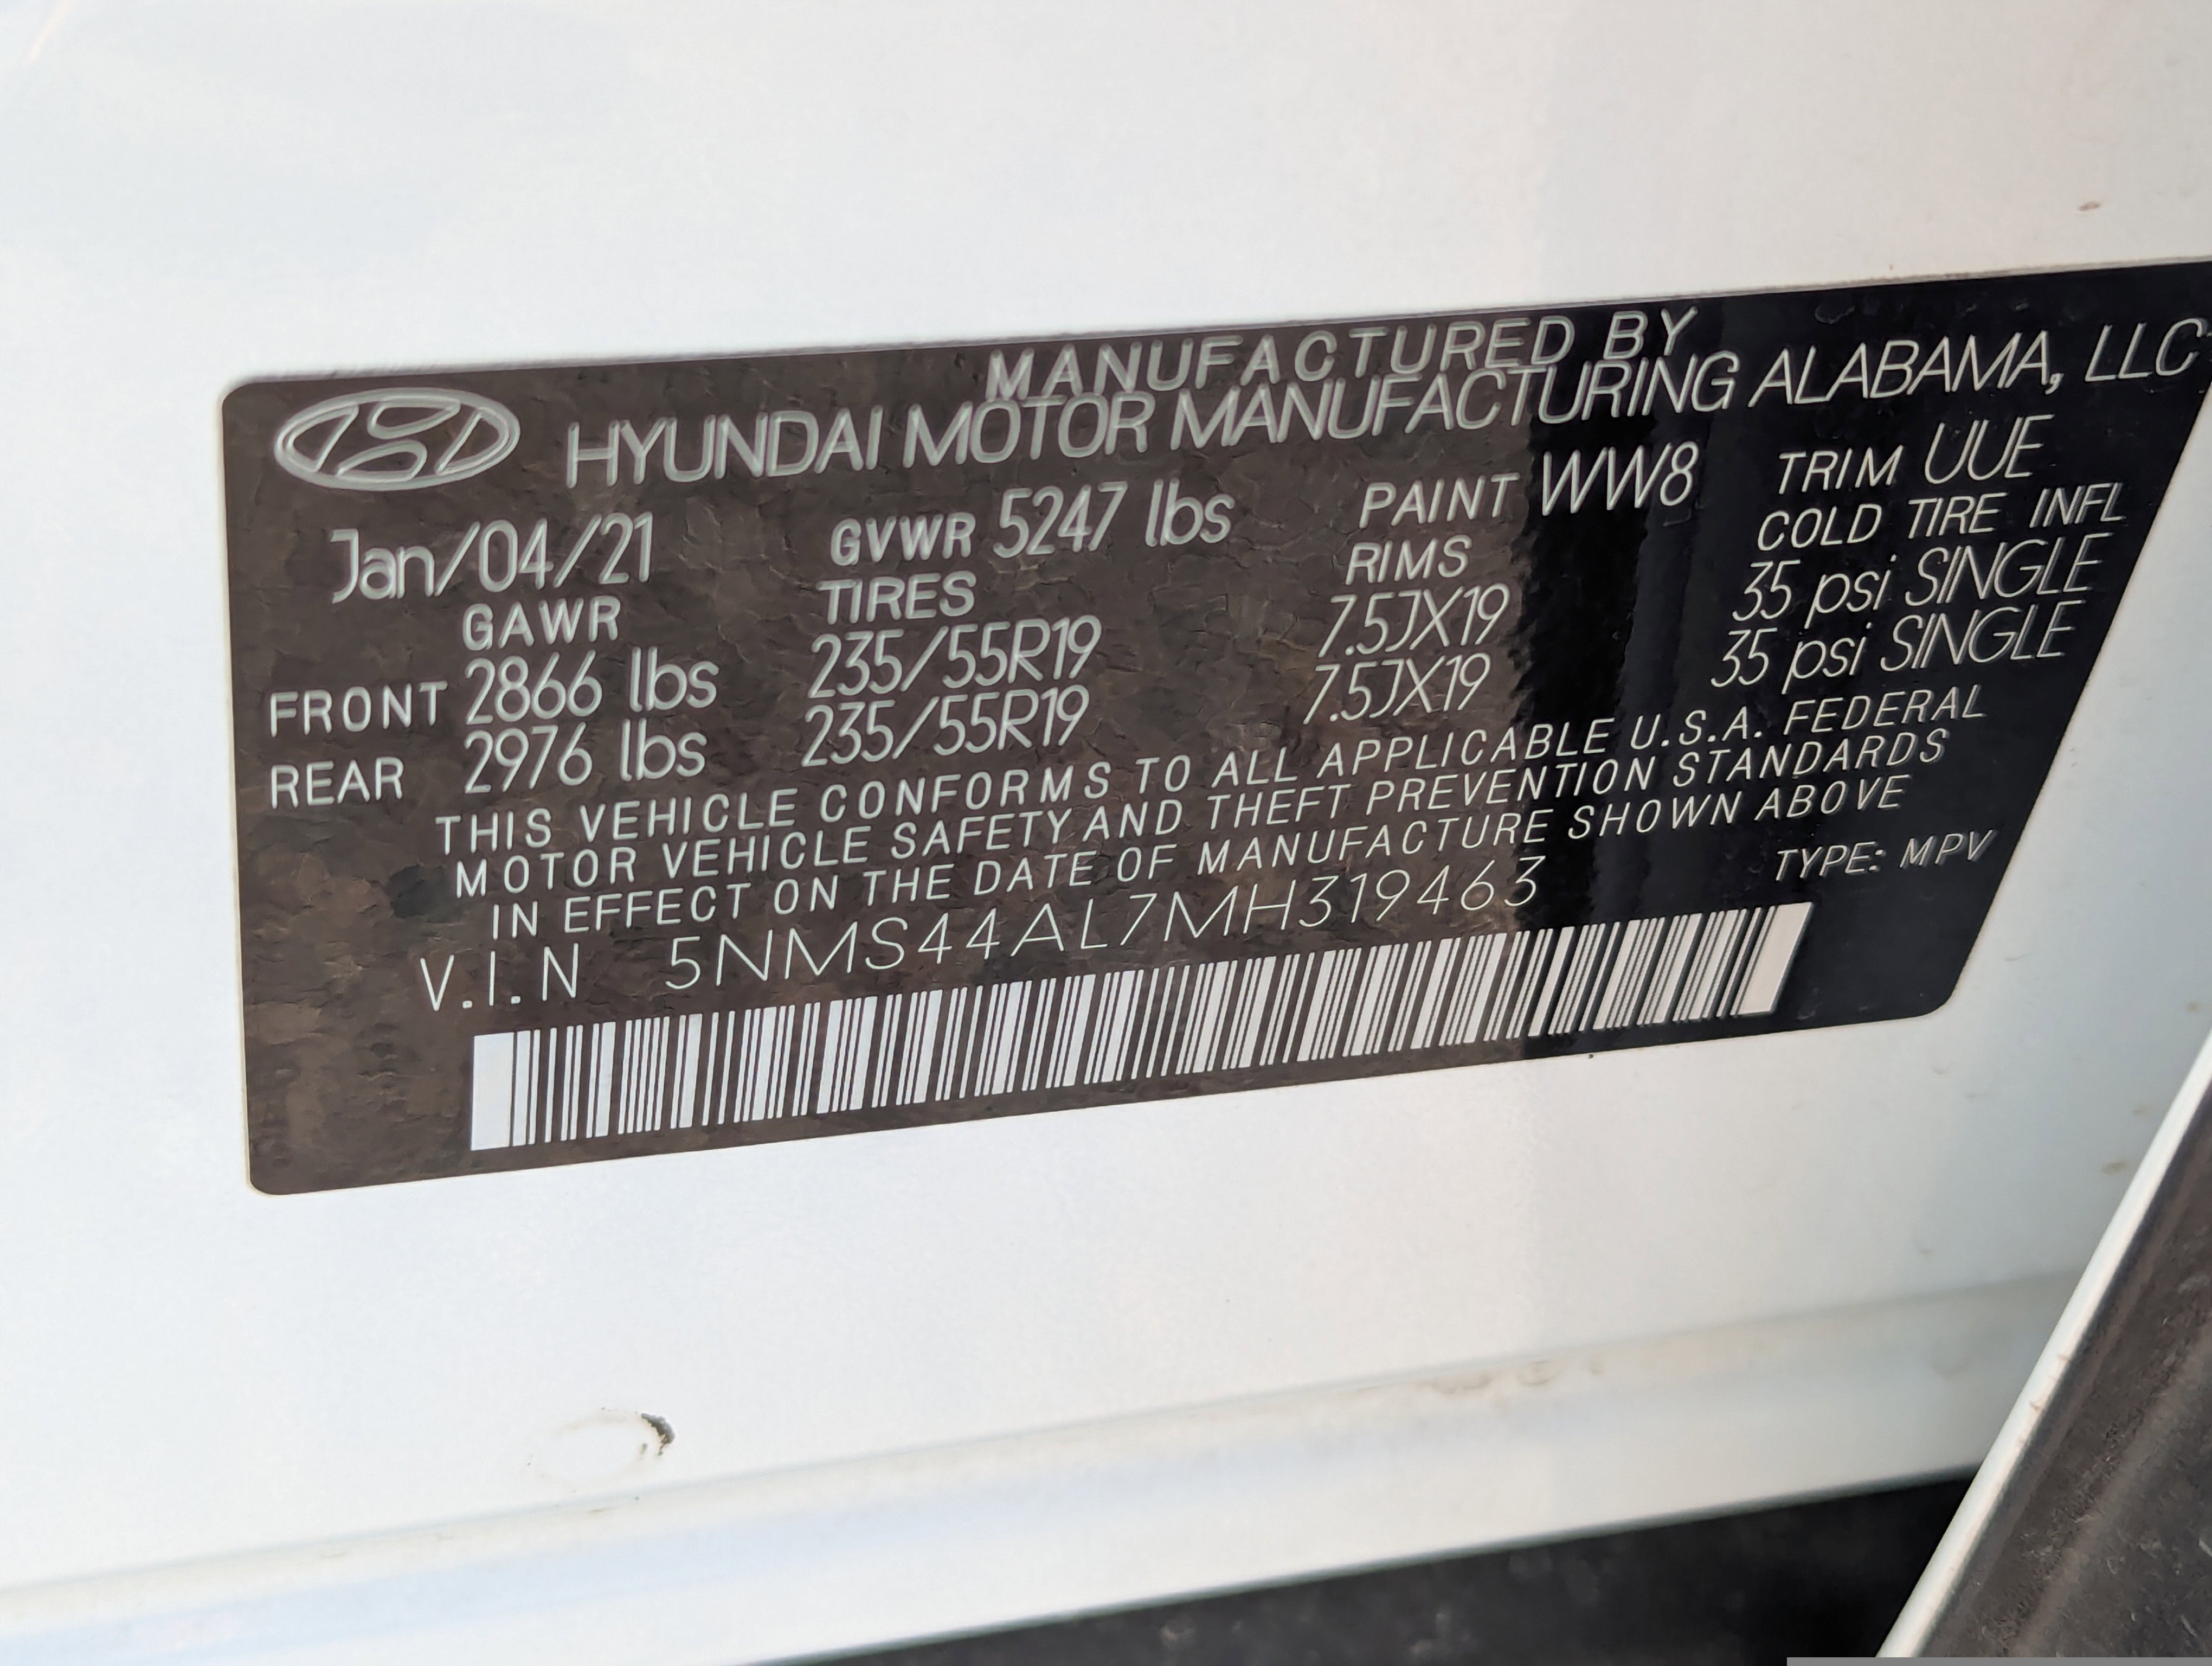 MANUFACTURED BY
HYUNDAI MOTOR MANUFACTURING ALABAMA, LLC
Jan/04/21 GVWR 5247 lbs PAINT WW8 TRIM UUE
GAWR TIRES RIMS COLD TIRE INFL
FRONT 2866 lbs 235/55R19 7.5JX19 35 psi SINGLE
REAR 2976 lbs 235/55R19 7.5JX19 35 psi SINGLE
THIS VEHICLE CONFORMS TO ALL APPLICABLE U.S.A. FEDERAL
MOTOR VEHICLE SAFETY AND THEFT PREVENTION STANDARDS
IN EFFECT ON THE DATE OF MANUFACTURE SHOWN ABOVE
V.I.N 5NMS44AL7MH319463 TYPE: MPV